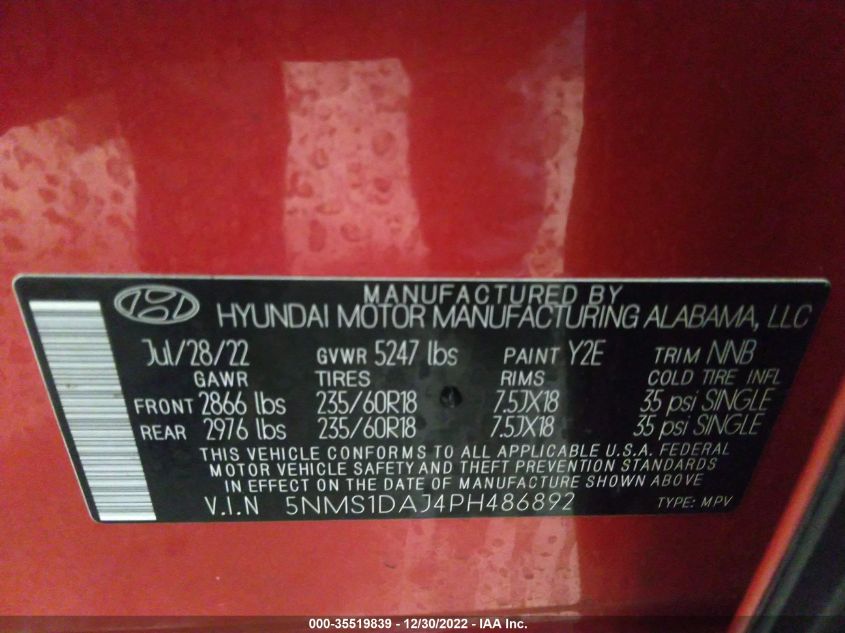 MANUFACTURED BY
HYUNDAI MOTOR MANUFACTURING ALABAMA, LLC
Jul/28/22 GVWR 5247 lbs PAINT Y2E TRIM NNB
GAWR TIRES RIMS COLD TIRE INFL
FRONT 2866 lbs 235/60R18 7.5JX18 35 psi SINGLE
REAR 2976 lbs 235/60R18 7.5JX18 35 psi SINGLE
THIS VEHICLE CONFORMS TO ALL APPLICABLE U.S.A. FEDERAL
MOTOR VEHICLE SAFETY AND THEFT PREVENTION STANDARDS
IN EFFECT ON THE DATE OF MANUFACTURE SHOWN ABOVE
V.I.N 5NMS1DAJ4PH486892 TYPE: MPV
000-35519839 - 12/30/2022 - IAA Inc.